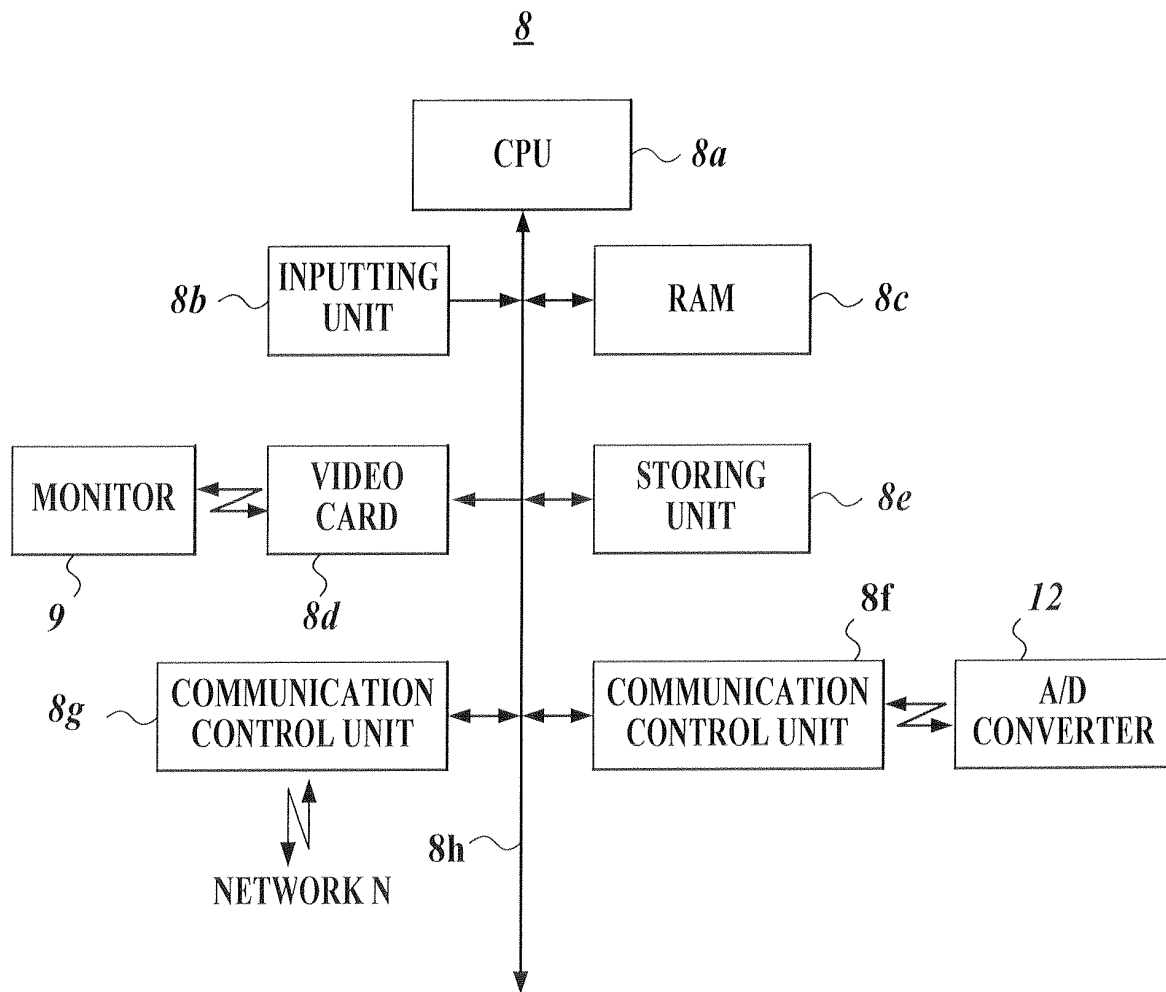 8
CPU
8a
INPUTTING
UNIT
8b
RAM
8c
MONITOR
9
VIDEO
CARD
8d
STORING
UNIT
8e
8f
12
8g
COMMUNICATION
CONTROL UNIT
COMMUNICATION
CONTROL UNIT
A/D
CONVERTER
8h
NETWORK N